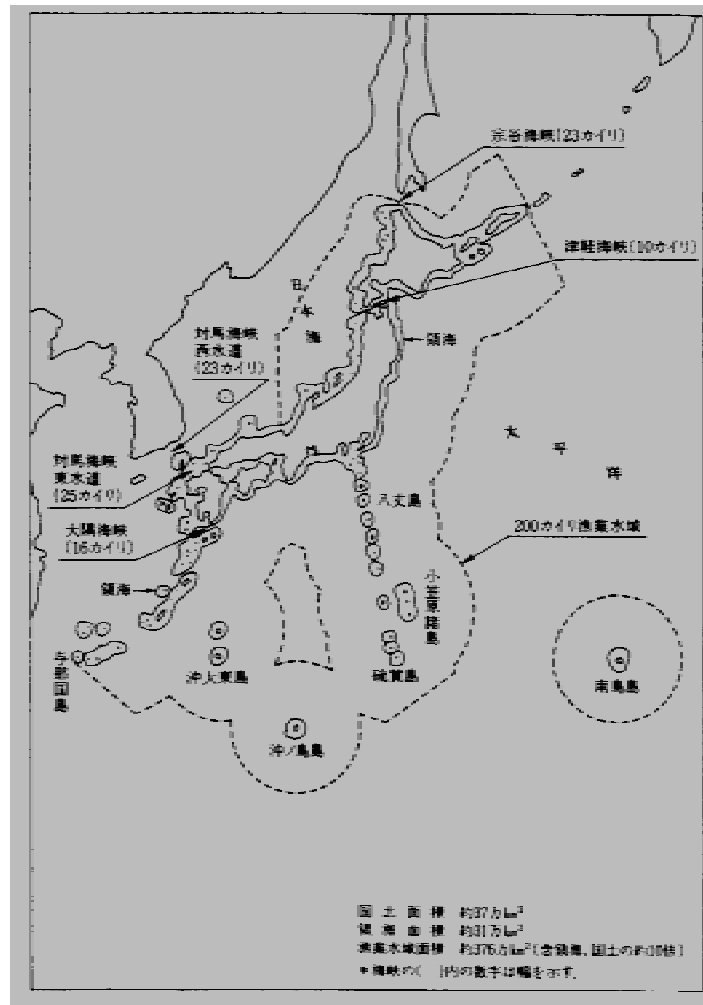 宗谷海峡(23カイリ)
津軽海峡(10カイリ)
日本海
対馬海峡
西水道
(23カイリ)
領海
太平洋
対馬海峡
東水道
(25カイリ)
八丈島
大隅海峡
(16カイリ)
200カイリ漁業水域
領海
小笠原諸島
与那国島
沖大東島
硫黄島
南鳥島
沖ノ鳥島
国土面積 約37万km²
領海面積 約31万km²
漁業水域面積 約376万km²(含領海、国土の約10倍)
*海峡の( )内の数字は幅を示す。